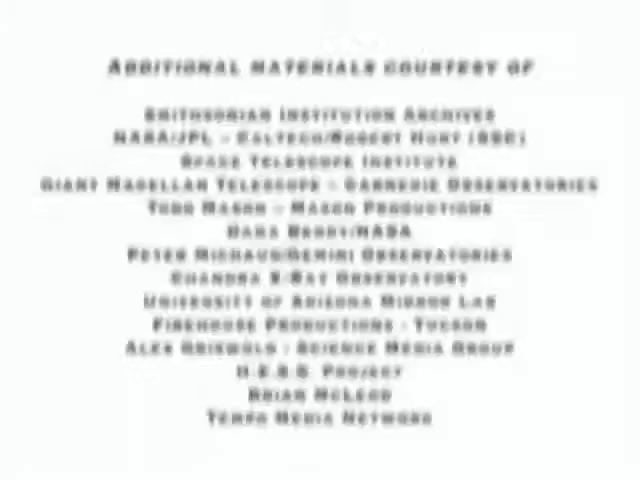 Additional materials courtesy of
Smithsonian Institution Archives
NASA/JPL - Caltech/Robert Hurt (SSC)
Space Telescope Institute
Giant Magellan Telescope - Carnegie Observatories
Todd Mason - Mason Productions
Dana Berry/NASA
Peter Michaud/Gemini Observatories
Chandra X-Ray Observatory
University of Arizona Mirror Lab
Firehouse Productions - Tucson
Alex Griswold - Science Media Group
Project
Brian McLeod
Tempo Media Network